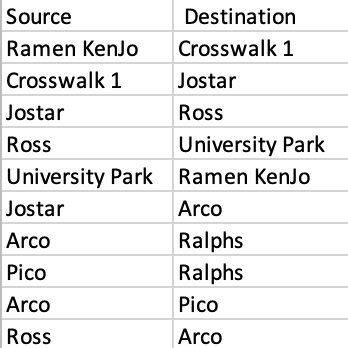 Source Destination
Ramen KenJo Crosswalk 1
Crosswalk 1 Jostar
Jostar Ross
Ross University Park
University Park Ramen KenJo
Jostar Arco
Arco Ralphs
Pico Ralphs
Arco Pico
Ross Arco